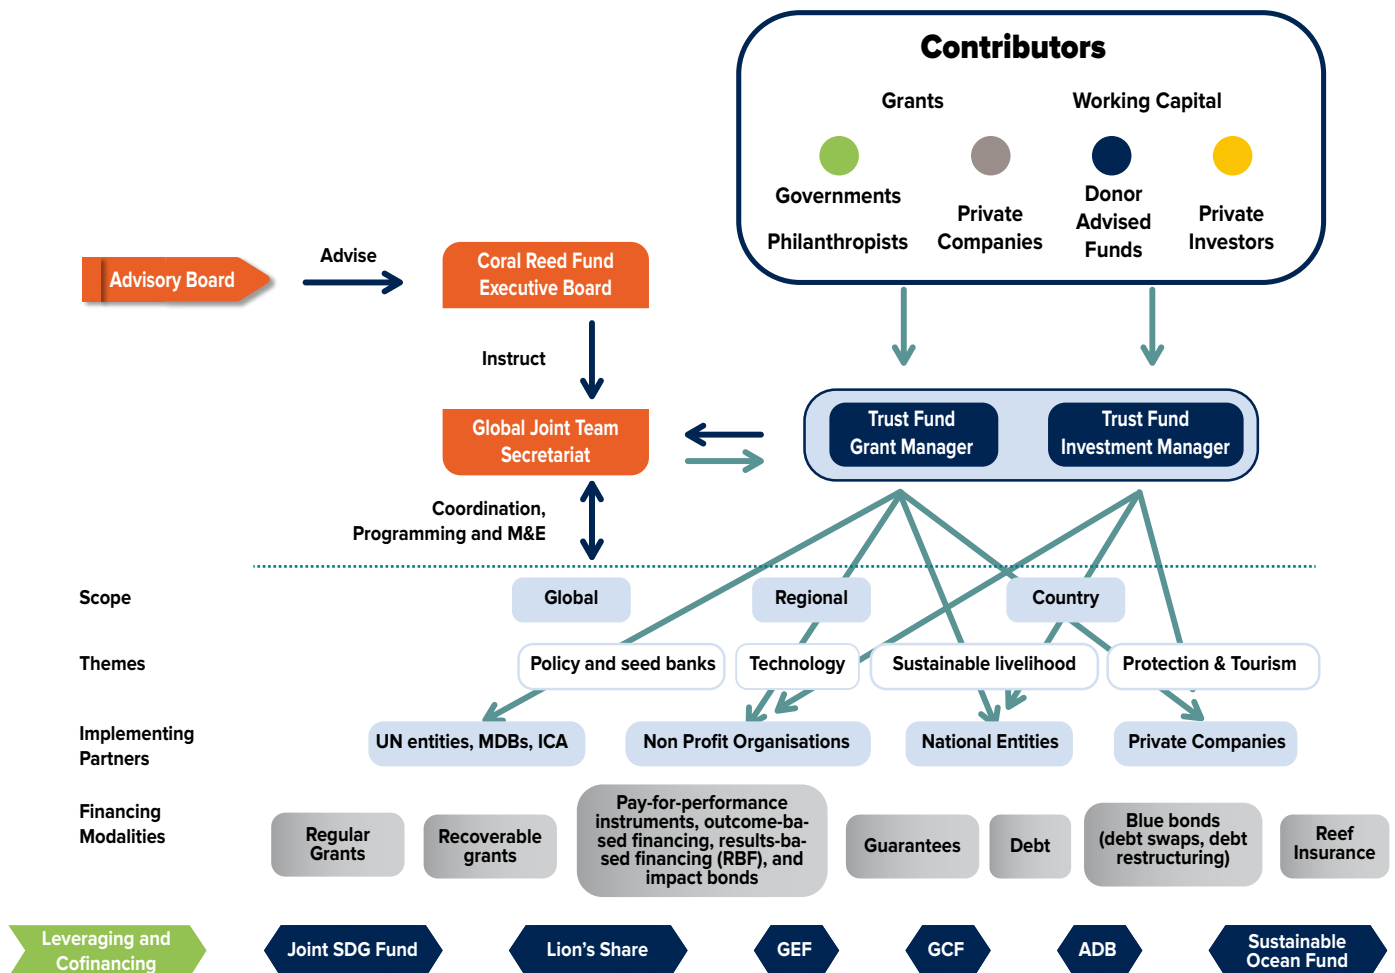 Contributors
Grants
Working Capital
Governments
Philanthropists
Private
Companies
Donor
Advised
Funds
Private
Investors
Advisory Board
Advise
Coral Reed Fund
Executive Board
Instruct
Global Joint Team
Secretariat
Trust Fund
Grant Manager
Trust Fund
Investment Manager
Coordination,
Programming and M&E
Scope
Global
Regional
Country
Themes
Policy and seed banks
Technology
Sustainable livelihood
Protection & Tourism
Implementing
Partners
UN entities, MDBs, ICA
Non Profit Organisations
National Entities
Private Companies
Financing
Modalities
Regular
Grants
Recoverable
grants
Pay-for-performance
instruments, outcome-ba-
sed financing, results-ba-
sed financing (RBF), and
impact bonds
Guarantees
Debt
Blue bonds
(debt swaps, debt
restructuring)
Reef
Insurance
Leveraging and
Cofinancing
Joint SDG Fund
Lion's Share
GEF
GCF
ADB
Sustainable
Ocean Fund